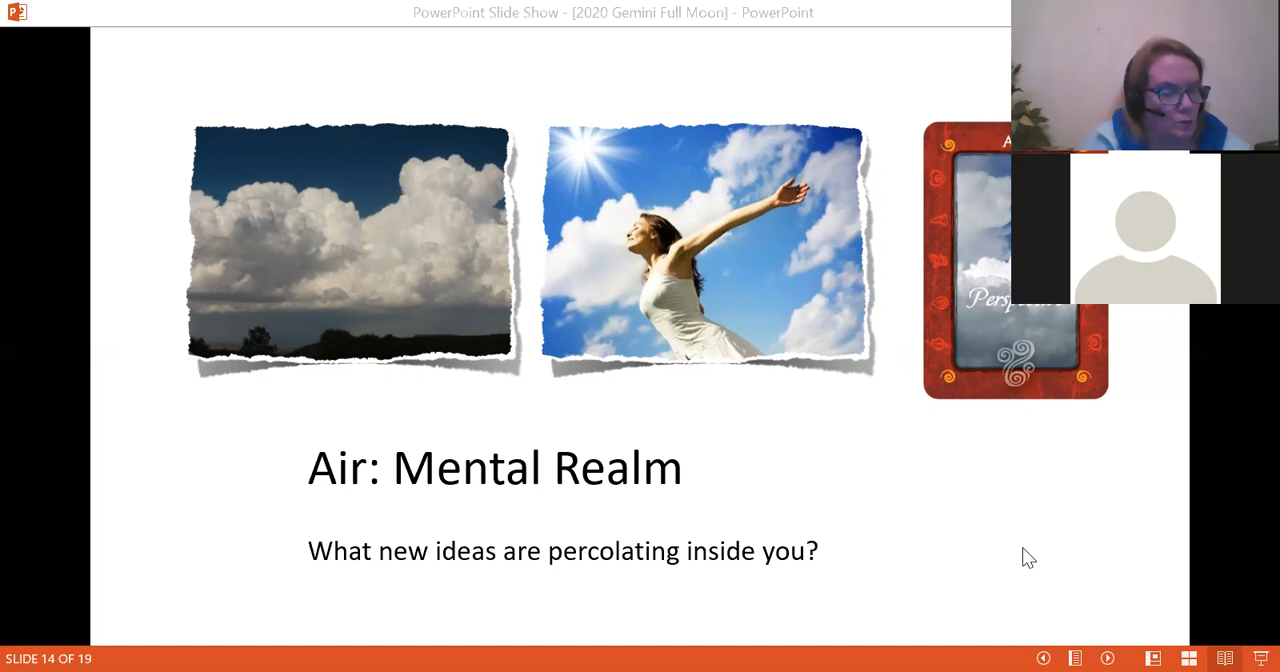 PowerPoint Slide Show - [2020 Gemini Full Moon] - PowerPoint
Air: Mental Realm
What new ideas are percolating inside you?
SLIDE 14 OF 19